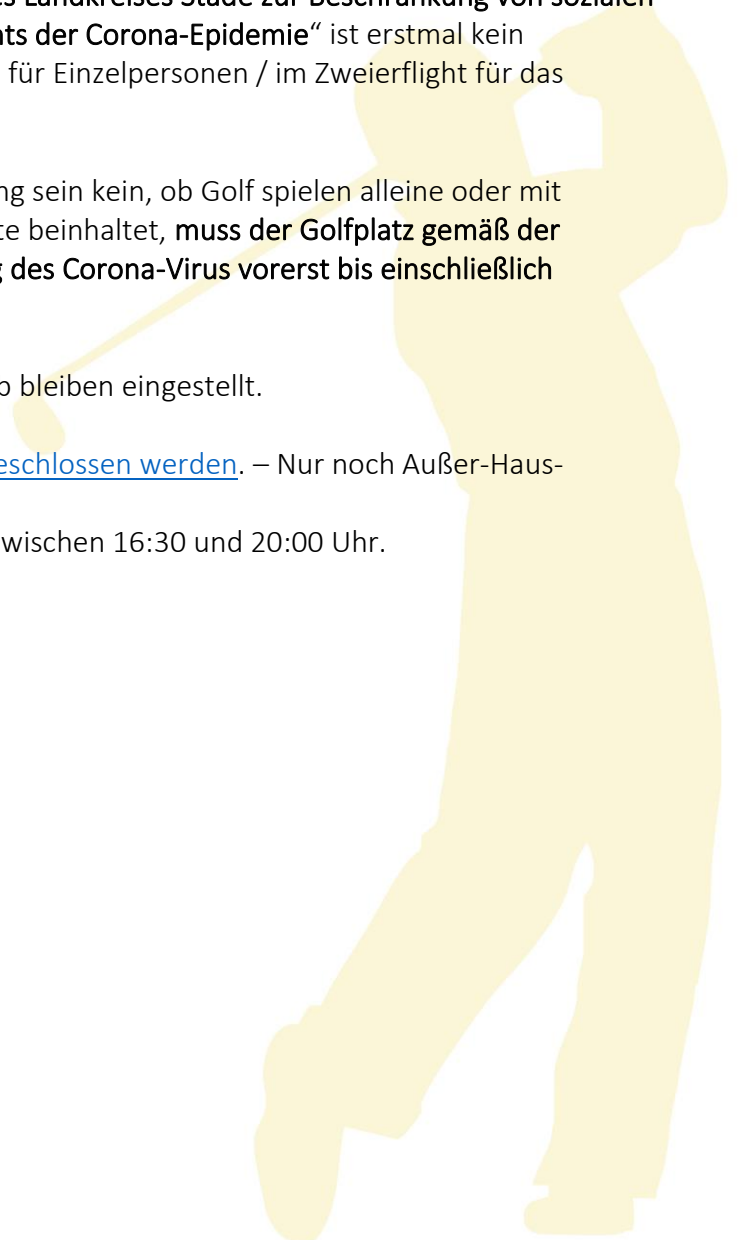 es Landkreises Stade zur Beschränkung von sozialen
hts der Corona-Epidemie“ ist erstmal kein
für Einzelpersonen / im Zweierflight für das
ng sein kein, ob Golf spielen alleine oder mit
te beinhaltet, muss der Golfplatz gemäß der
g des Corona-Virus vorerst bis einschließlich
b bleiben eingestellt.
eschlossen werden. – Nur noch Außer-Haus-
wischen 16:30 und 20:00 Uhr.